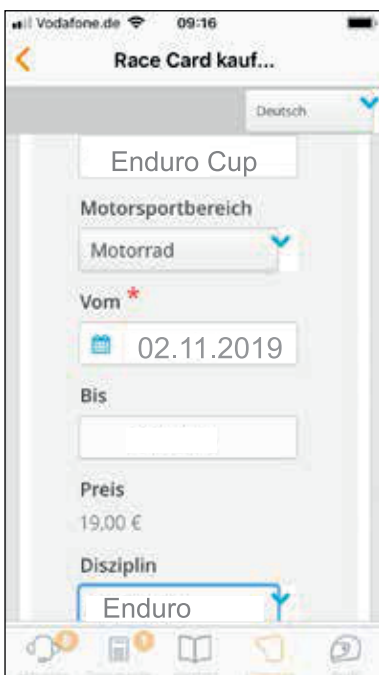 Vodafone.de 09:16
Race Card kauf...
Deutsch
Enduro Cup
Motorsportbereich
Motorrad
Vom *
02.11.2019
Bis
Preis
19,00 €
Disziplin
Enduro